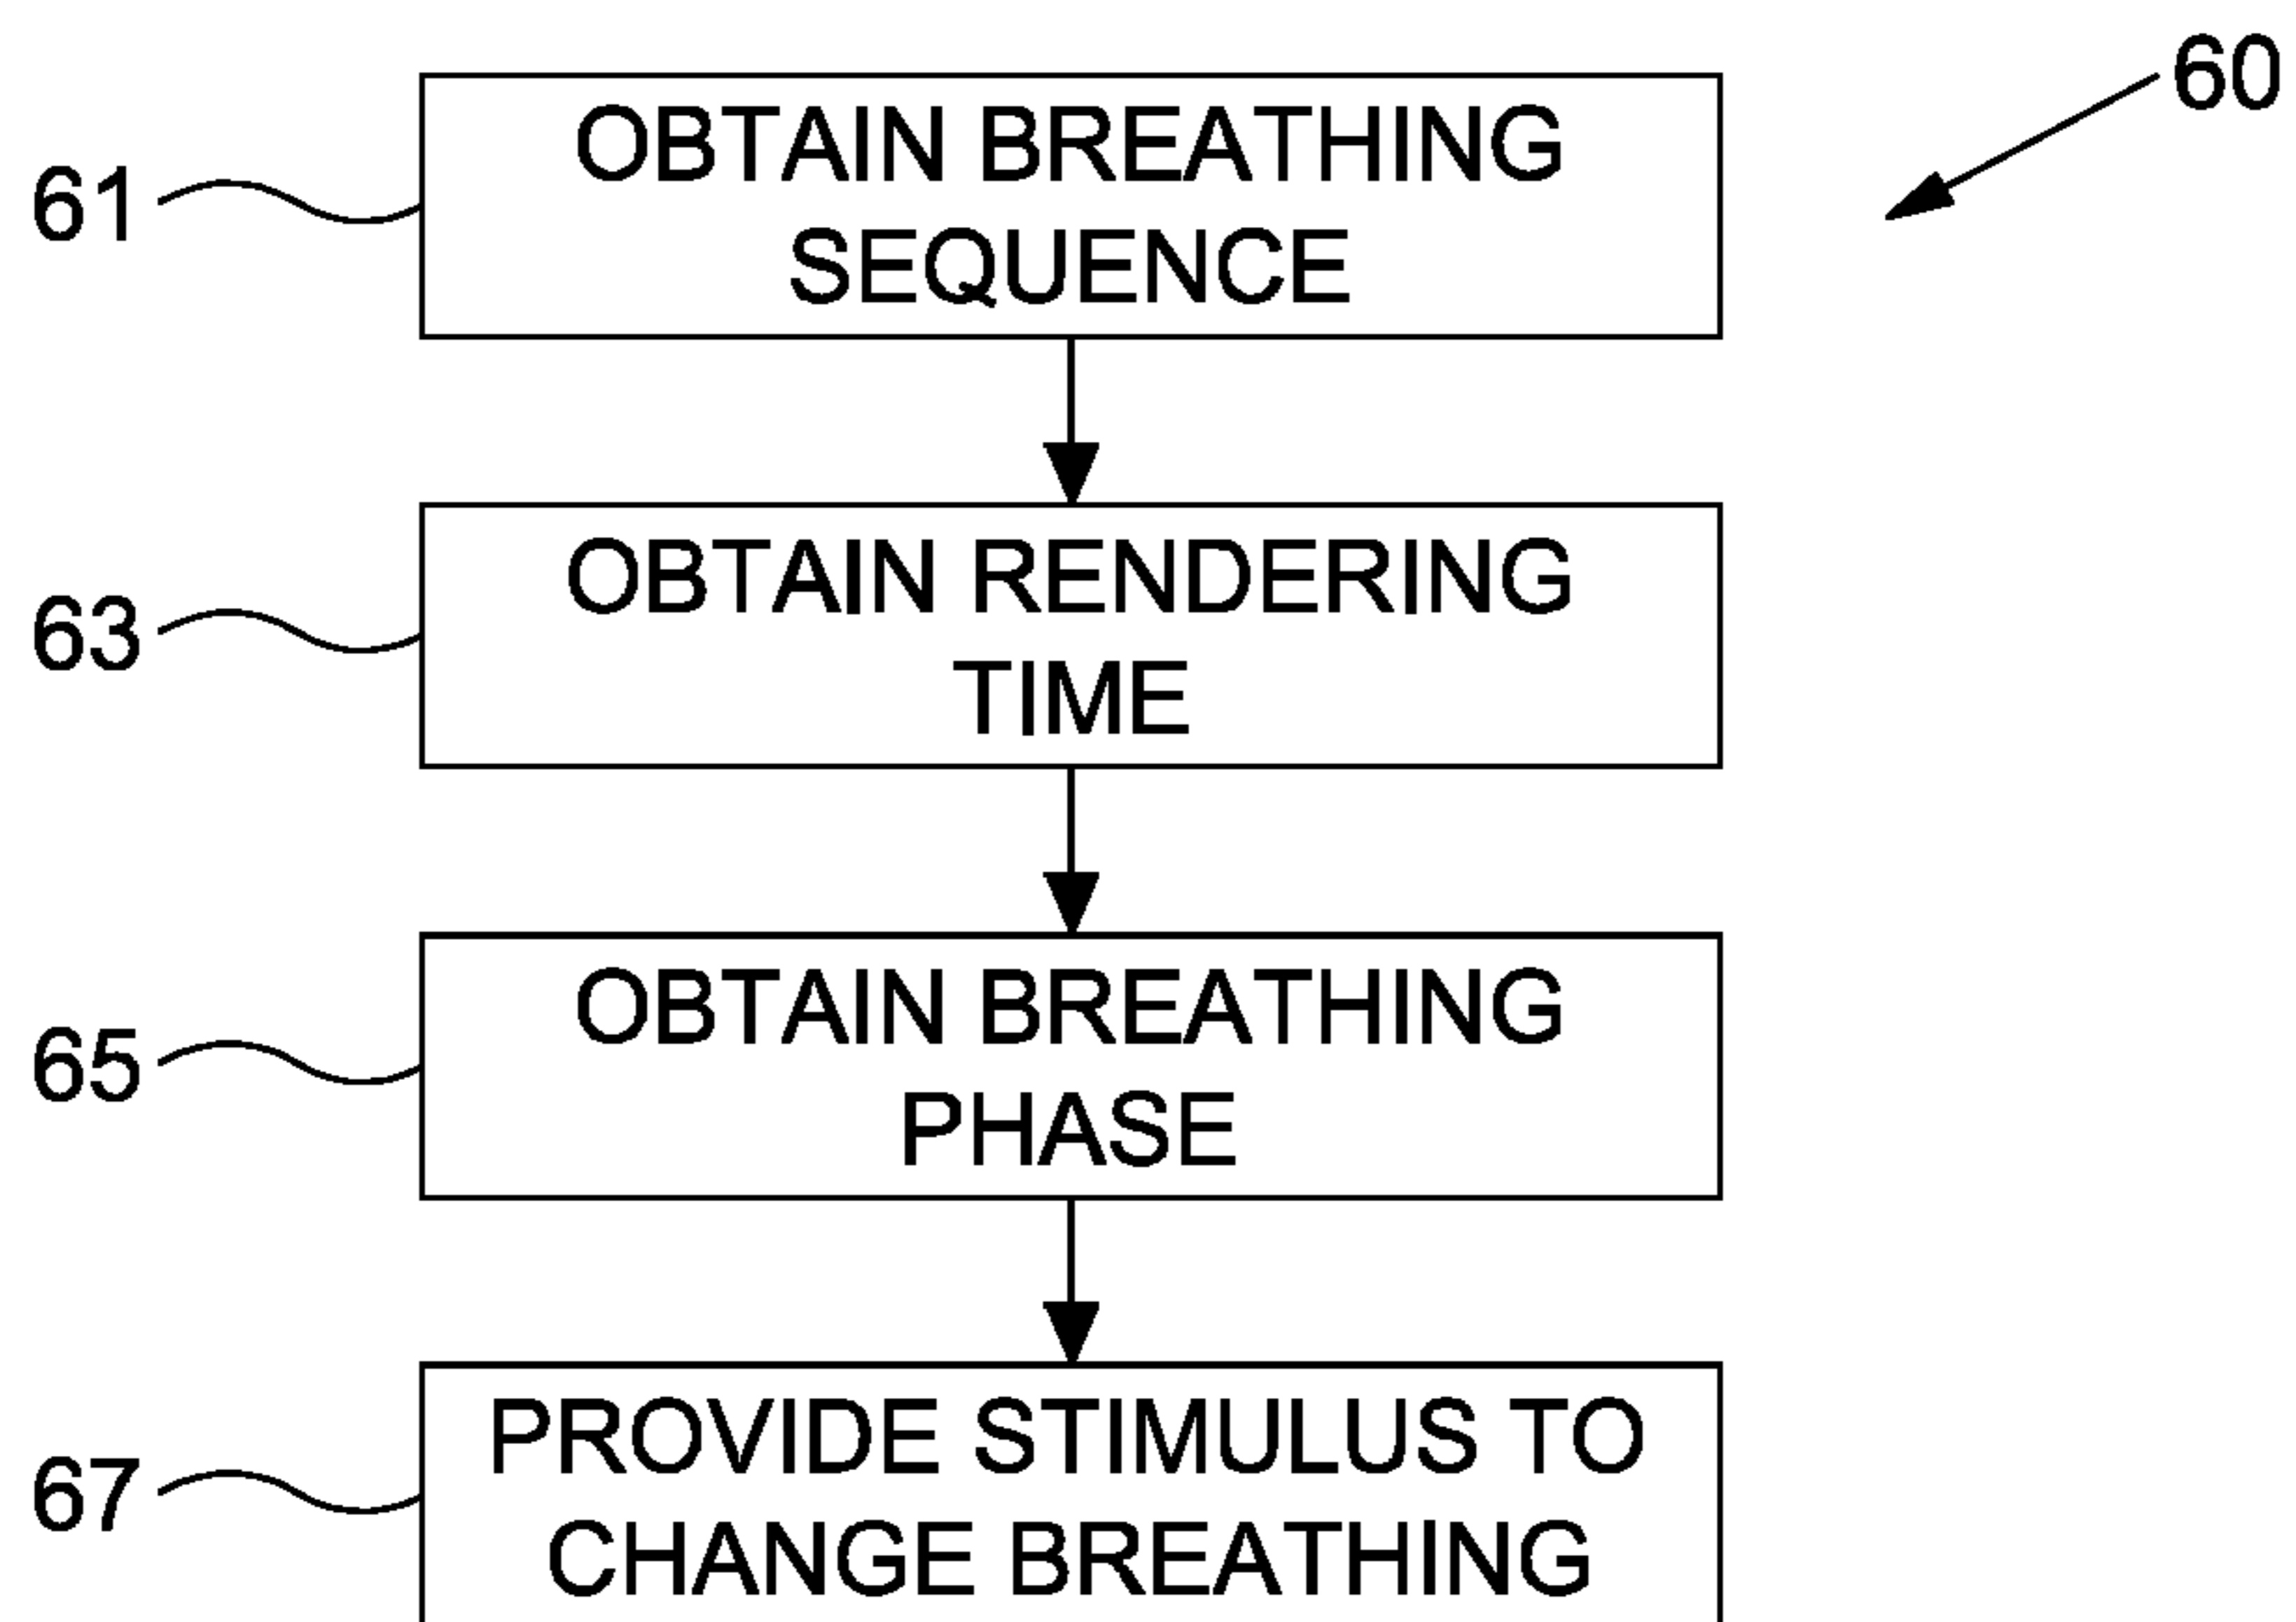 60
61
OBTAIN BREATHING
SEQUENCE
63
OBTAIN RENDERING
TIME
65
OBTAIN BREATHING
PHASE
67
PROVIDE STIMULUS TO
CHANGE BREATHING